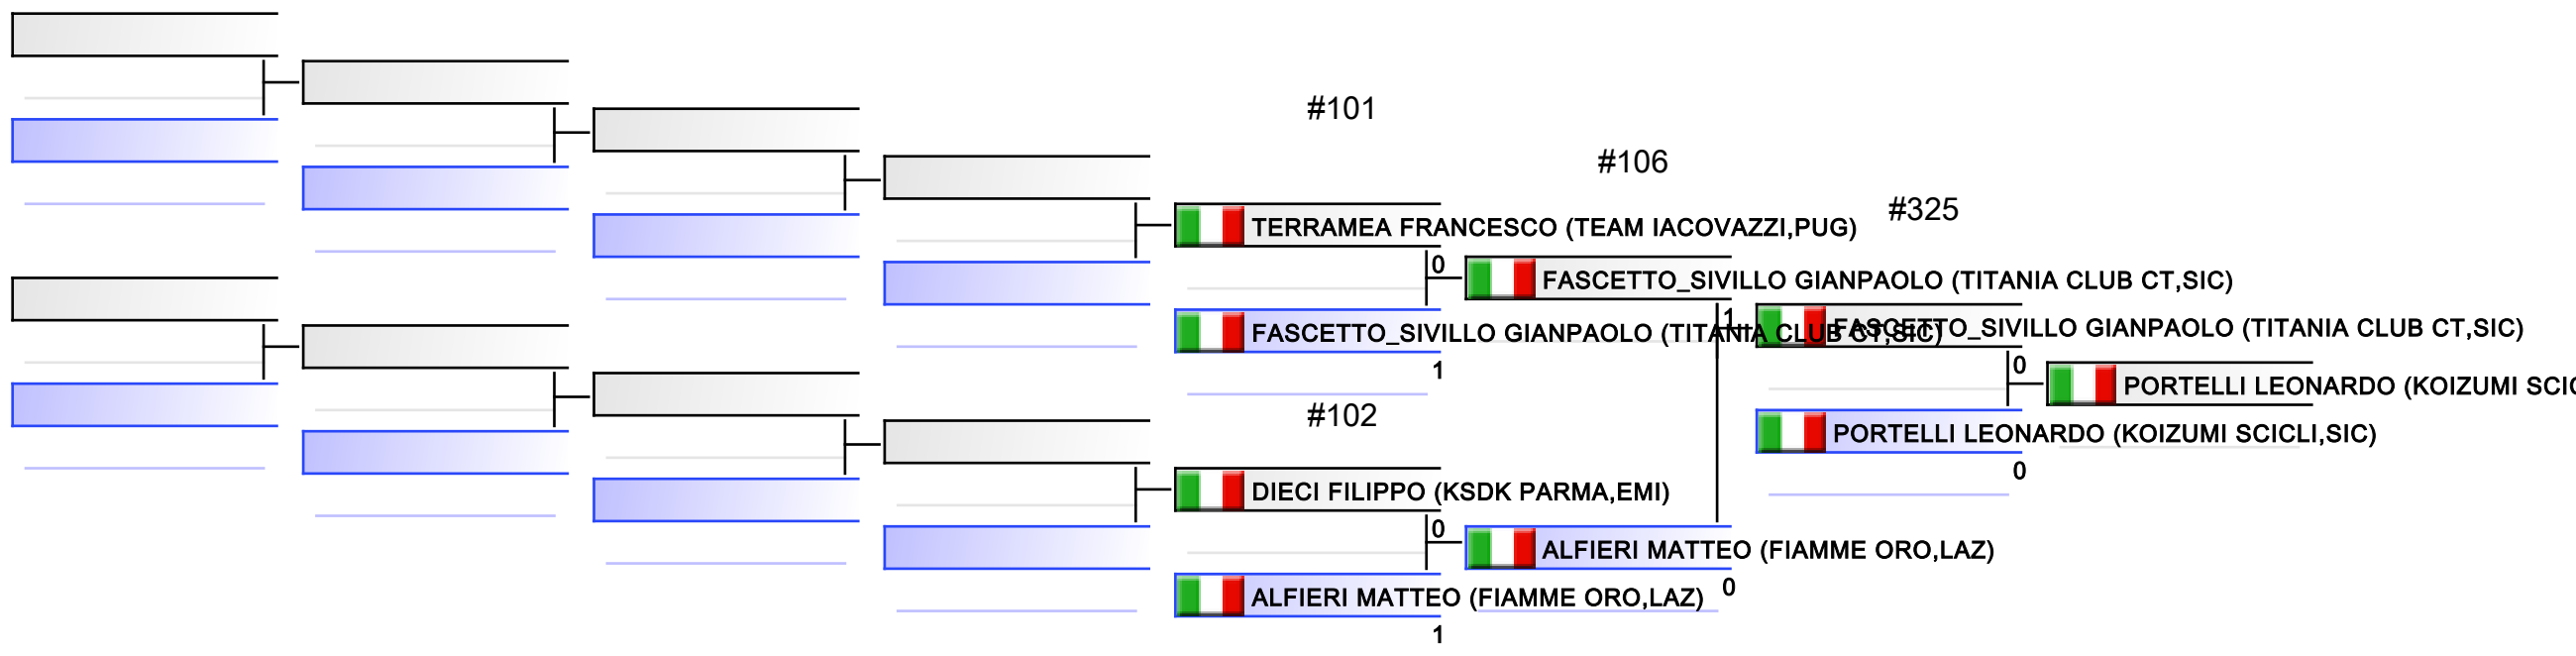 #101
#106
#325
TERRAMEA FRANCESCO (TEAM IACOVAZZI,PUG)
0
FASCETTO_SIVILLO GIANPAOLO (TITANIA CLUB CT,SIC)
FASCETTO_SIVILLO GIANPAOLO (TITANIA CLUB CT,SIC)
1
1
FASCETTO_SIVILLO GIANPAOLO (TITANIA CLUB CT,SIC)
0
PORTELLI LEONARDO (KOIZUMI
#102
PORTELLI LEONARDO (KOIZUMI SCICLI,SIC)
0
DIECI FILIPPO (KSDK PARMA,EMI)
0
ALFIERI MATTEO (FIAMME ORO,LAZ)
0
ALFIERI MATTEO (FIAMME ORO,LAZ)
1